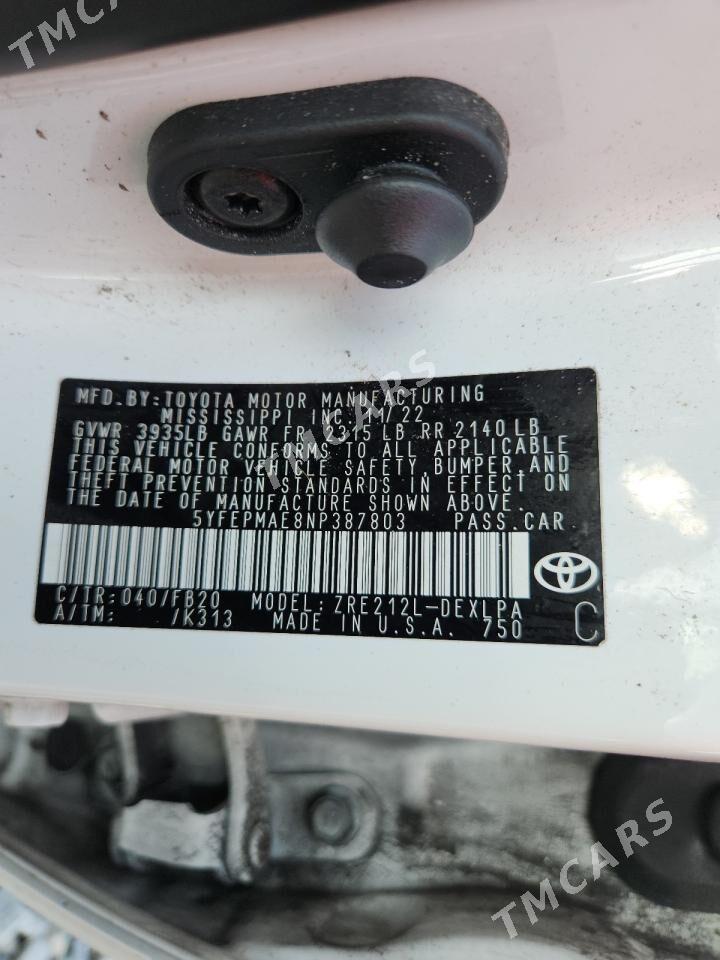 TMCARS
MFD.BY: TOYOTA MOTOR MANUFACTURING
MISSISSIPPI INC. 11/22
GVWR 3935LB GAWR FR 2315 LB RR 2140 LB
THIS VEHICLE CONFORMS TO ALL APPLICABLE
FEDERAL MOTOR VEHICLE SAFETY, BUMPER, AND
THEFT PREVENTION STANDARDS IN EFFECT ON
THE DATE OF MANUFACTURE SHOWN ABOVE.
5YFEPMAE8NP387803 PASS.CAR
C/TR: 040/FB20 MODEL: ZRE212L-DEXLPA
A/TM: /K313 MADE IN U.S.A. 750 C
TMCARS
TMCARS